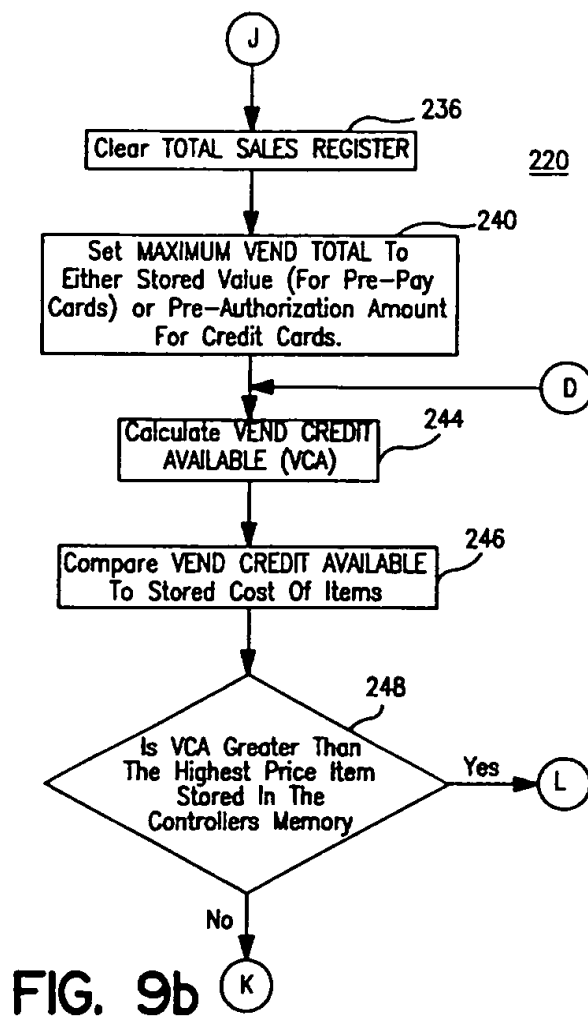 J
236
Clear TOTAL SALES REGISTER
220
240
Set MAXIMUM VEND TOTAL To
Either Stored Value (For Pre-Pay
Cards) or Pre-Authorization Amount
For Credit Cards.
D
244
Calculate VEND CREDIT
AVAILABLE (VCA)
246
Compare VEND CREDIT AVAILABLE
To Stored Cost Of Items
248
Is VCA Greater Than
The Highest Price Item
Stored In The
Controllers Memory
Yes
L
No
K
FIG. 9b